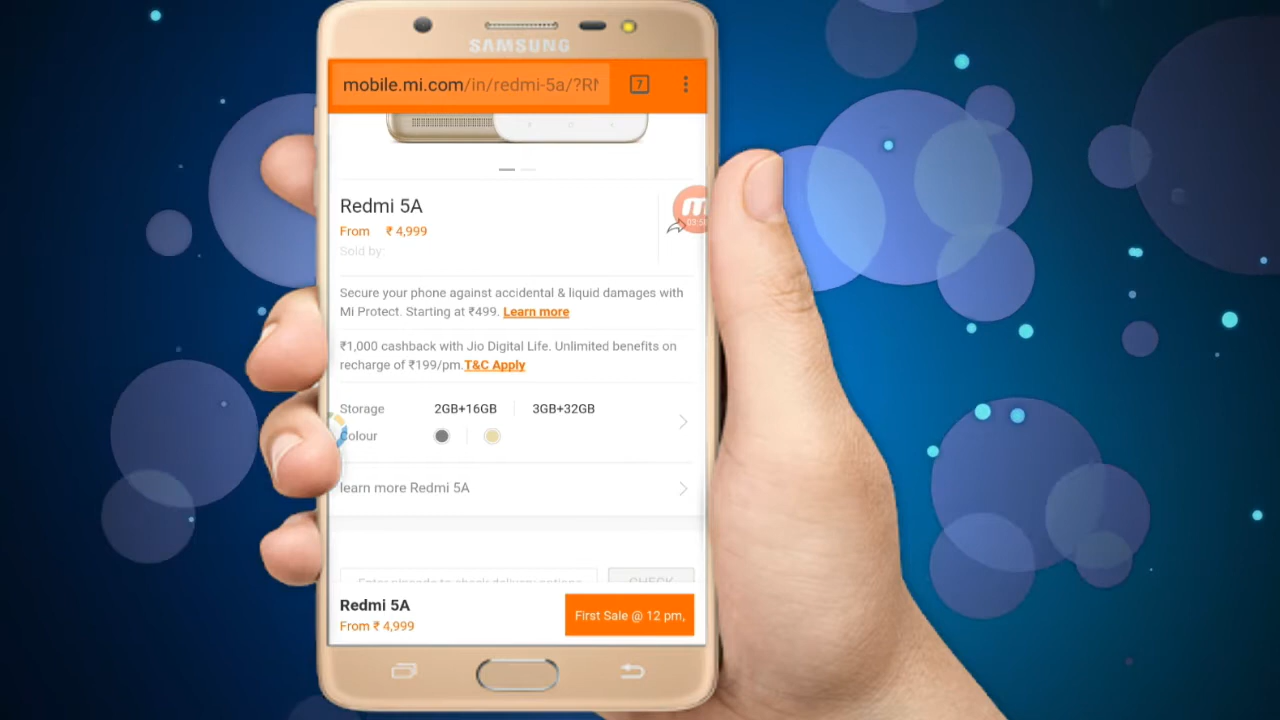 SAMSUNG
mobile.mi.com/in/redmi-5a/?R
7
Redmi 5A
From ₹ 4,999
Sold by:
Secure your phone against accidental & liquid damages with
Mi Protect. Starting at ₹499. Learn more
₹1,000 cashback with Jio Digital Life. Unlimited benefits on
recharge of ₹199/pm.T&C Apply
Storage 2GB+16GB 3GB+32GB
Colour
learn more Redmi 5A
Enter pincode to check delivery options
CHECK
Redmi 5A
From ₹ 4,999
First Sale @ 12 pm,